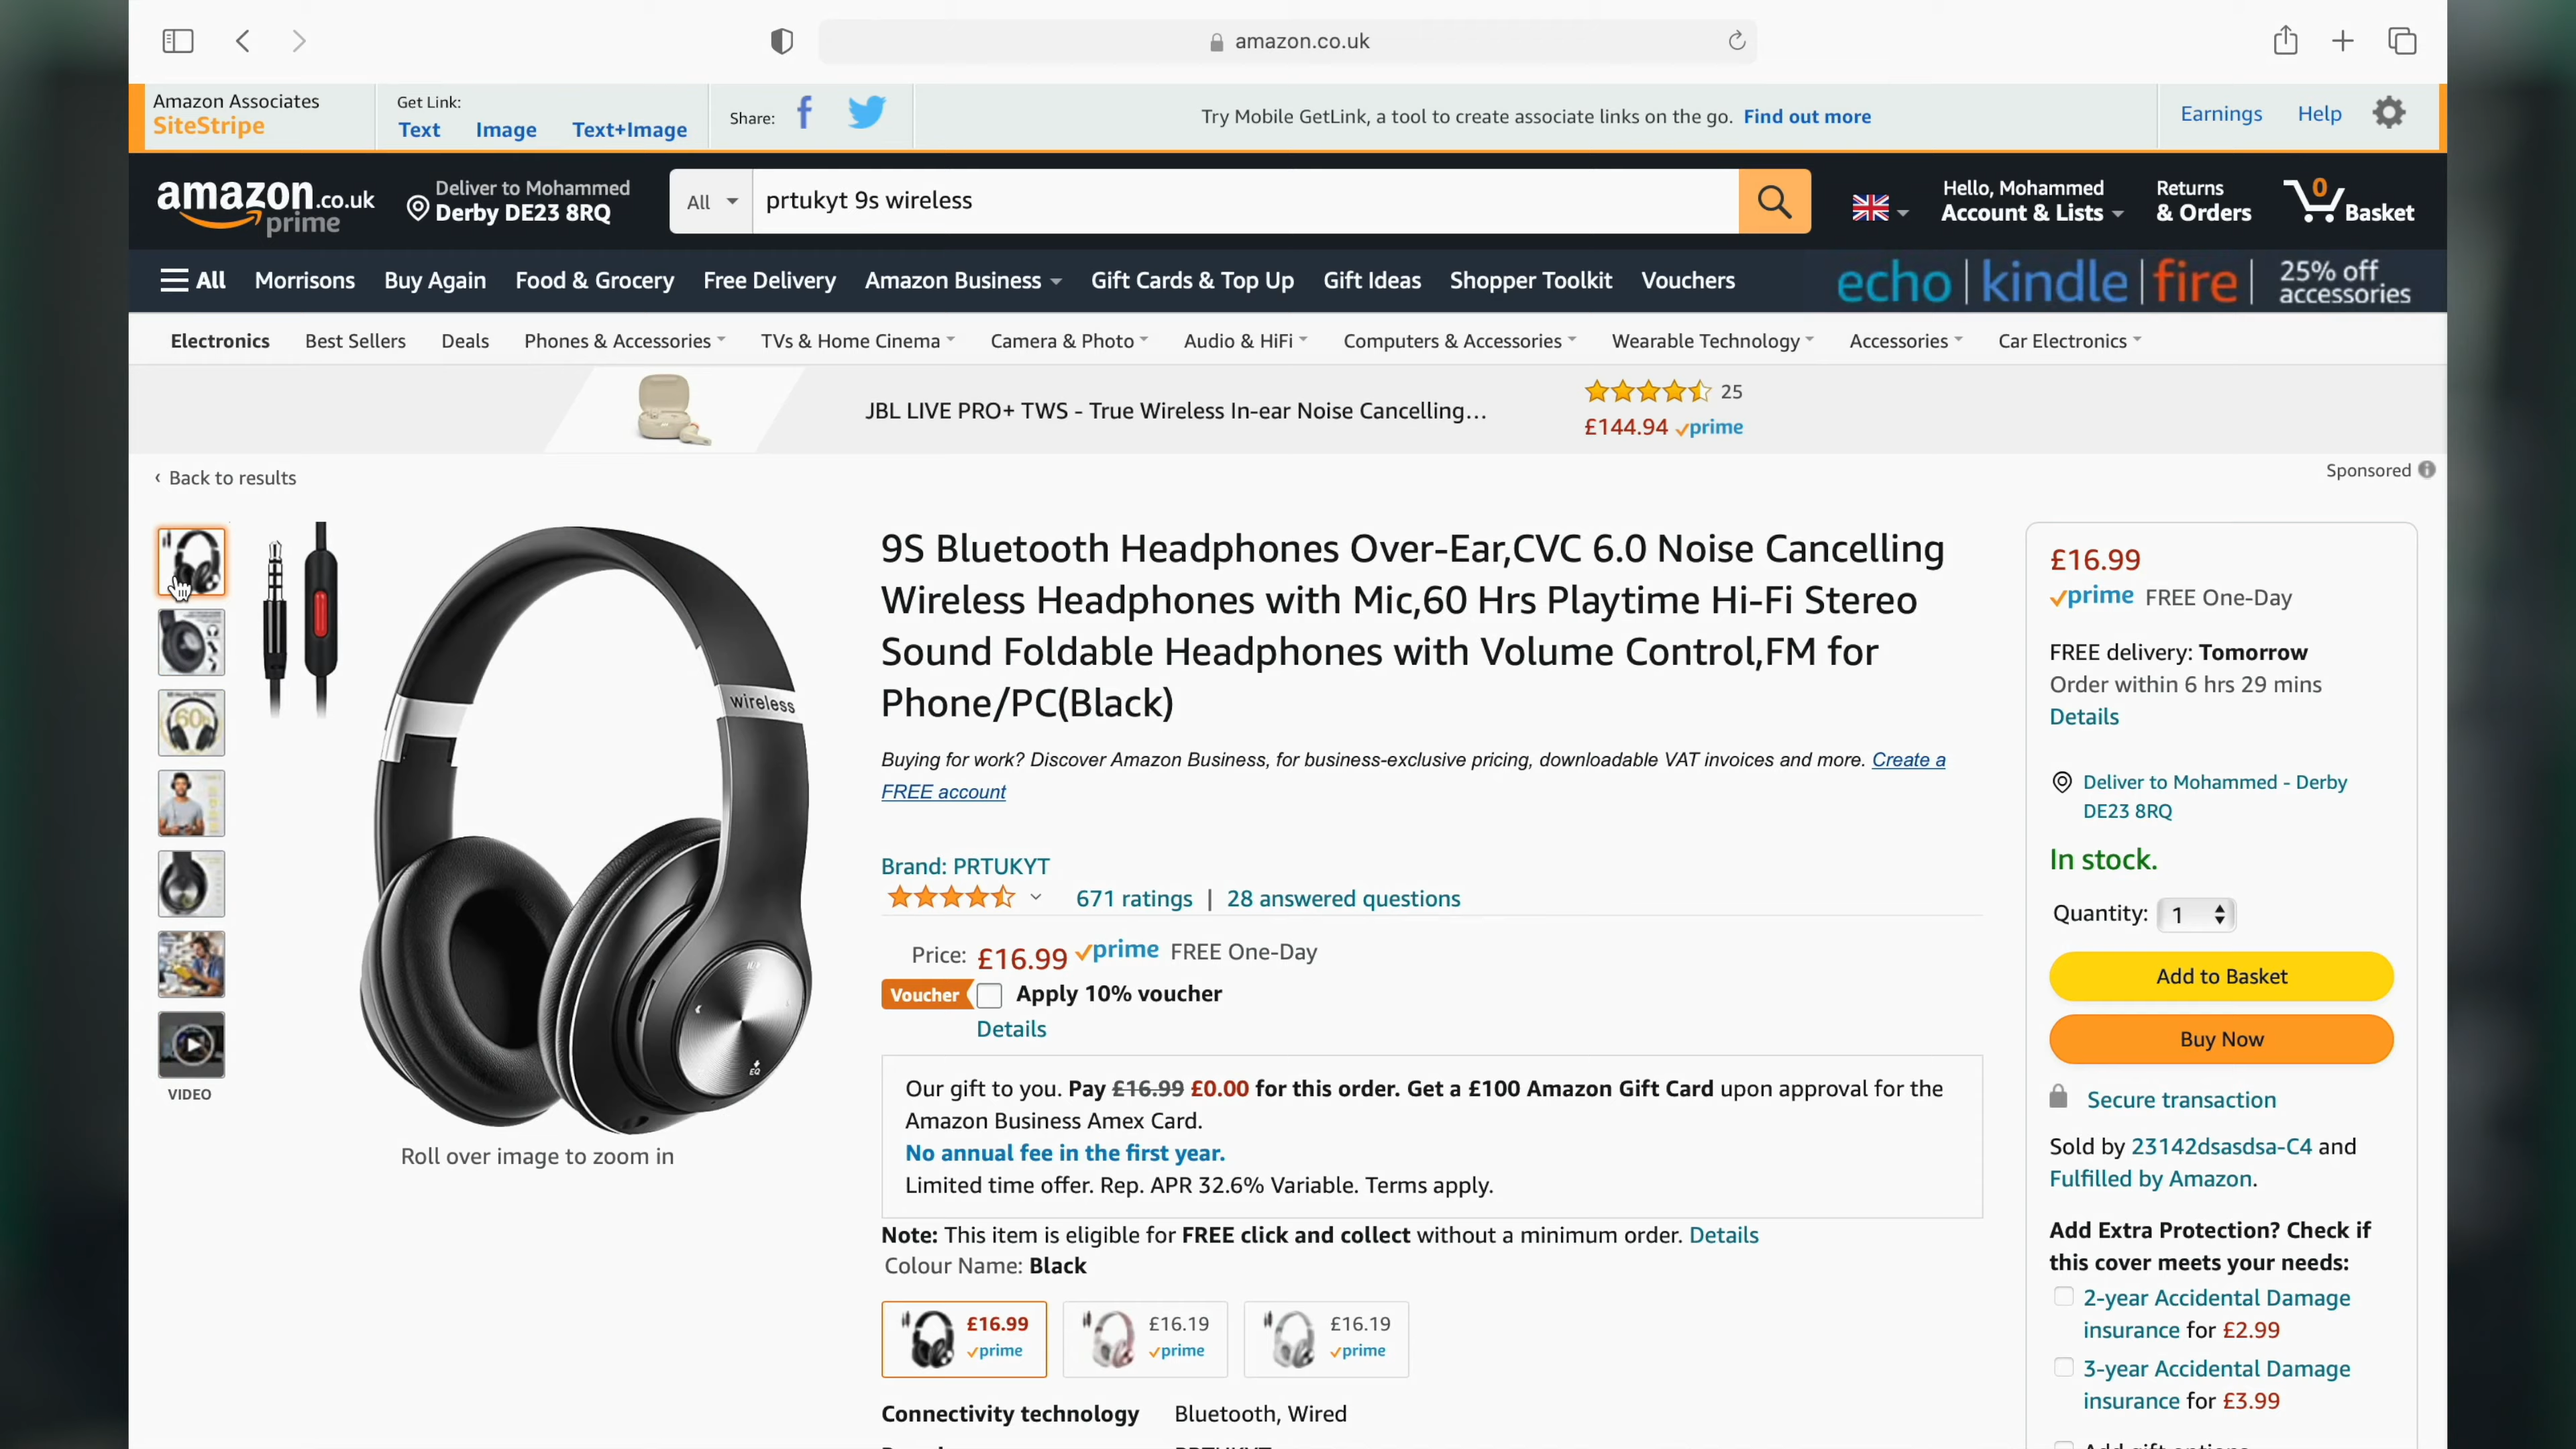 amazon.co.uk
Amazon Associates
SiteStripe
Get Link:
Text Image Text+Image
Share:
Try Mobile GetLink, a tool to create associate links on the go. Find out more
Earnings Help
amazon.co.uk
prime
Deliver to Mohammed
Derby DE23 8RQ
All
prtukyt 9s wireless
Hello, Mohammed
Account & Lists
Returns
& Orders
0
Basket
All Morrisons Buy Again Food & Grocery Free Delivery Amazon Business Gift Cards & Top Up Gift Ideas Shopper Toolkit Vouchers
echo | kindle | fire |
25% off
accessories
Electronics Best Sellers Deals Phones & Accessories TVs & Home Cinema Camera & Photo Audio & HiFi Computers & Accessories Wearable Technology Accessories Car Electronics
JBL LIVE PRO+ TWS - True Wireless In-ear Noise Cancelling...
25
£144.94 prime
Sponsored
‹ Back to results
wireless
EQ
60
VIDEO
Roll over image to zoom in
9S Bluetooth Headphones Over-Ear,CVC 6.0 Noise Cancelling
Wireless Headphones with Mic,60 Hrs Playtime Hi-Fi Stereo
Sound Foldable Headphones with Volume Control,FM for
Phone/PC(Black)
Buying for work? Discover Amazon Business, for business-exclusive pricing, downloadable VAT invoices and more. Create a
FREE account
Brand: PRTUKYT
671 ratings | 28 answered questions
Price: £16.99 prime FREE One-Day
Voucher Apply 10% voucher
Details
Our gift to you. Pay £16.99 £0.00 for this order. Get a £100 Amazon Gift Card upon approval for the
Amazon Business Amex Card.
No annual fee in the first year.
Limited time offer. Rep. APR 32.6% Variable. Terms apply.
Note: This item is eligible for FREE click and collect without a minimum order. Details
Colour Name: Black
£16.99
prime
£16.19
prime
£16.19
prime
Connectivity technology Bluetooth, Wired
£16.99
prime FREE One-Day
FREE delivery: Tomorrow
Order within 6 hrs 29 mins
Details
Deliver to Mohammed - Derby
DE23 8RQ
In stock.
Quantity: 1
Add to Basket
Buy Now
Secure transaction
Sold by 23142dsasdsa-C4 and
Fulfilled by Amazon.
Add Extra Protection? Check if
this cover meets your needs:
2-year Accidental Damage
insurance for £2.99
3-year Accidental Damage
insurance for £3.99